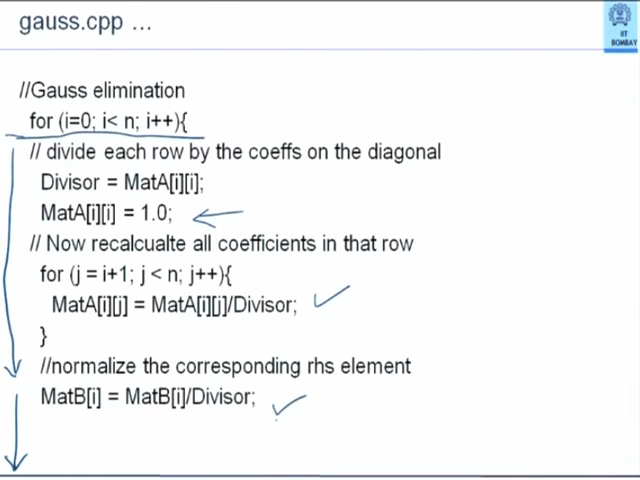 gauss.cpp ...
IIT
BOMBAY
//Gauss elimination
for (i=0; i< n; i++){
// divide each row by the coeffs on the diagonal
Divisor = MatA[i][i];
MatA[i][i] = 1.0;
// Now recalcualte all coefficients in that row
for (j = i+1; j < n; j++){
MatA[i][j] = MatA[i][j]/Divisor;
}
//normalize the corresponding rhs element
MatB[i] = MatB[i]/Divisor;